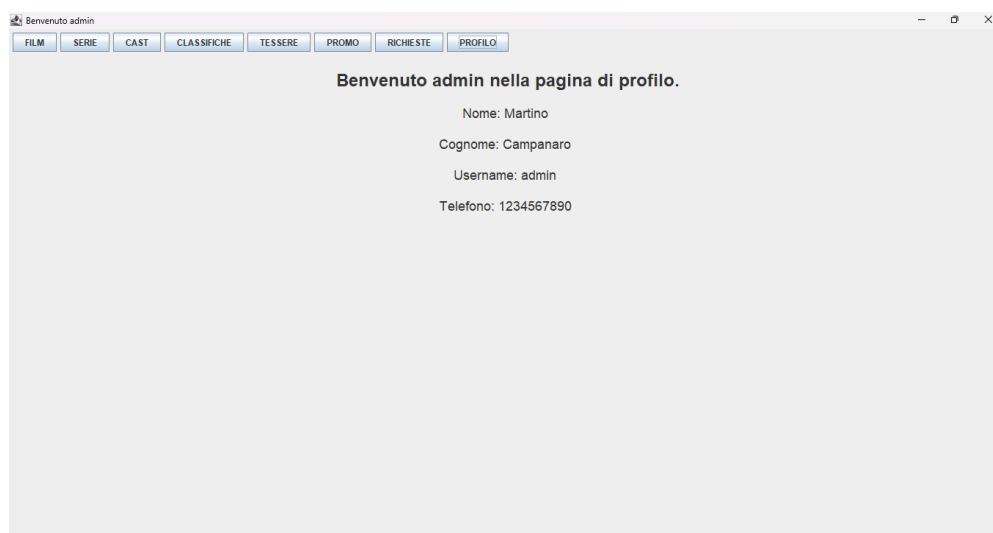 Benvenuto admin
FILM SERIE CAST CLASSIFICHE TESSERE PROMO RICHIESTE PROFILO
Benvenuto admin nella pagina di profilo.
Nome: Martino
Cognome: Campanaro
Username: admin
Telefono: 1234567890